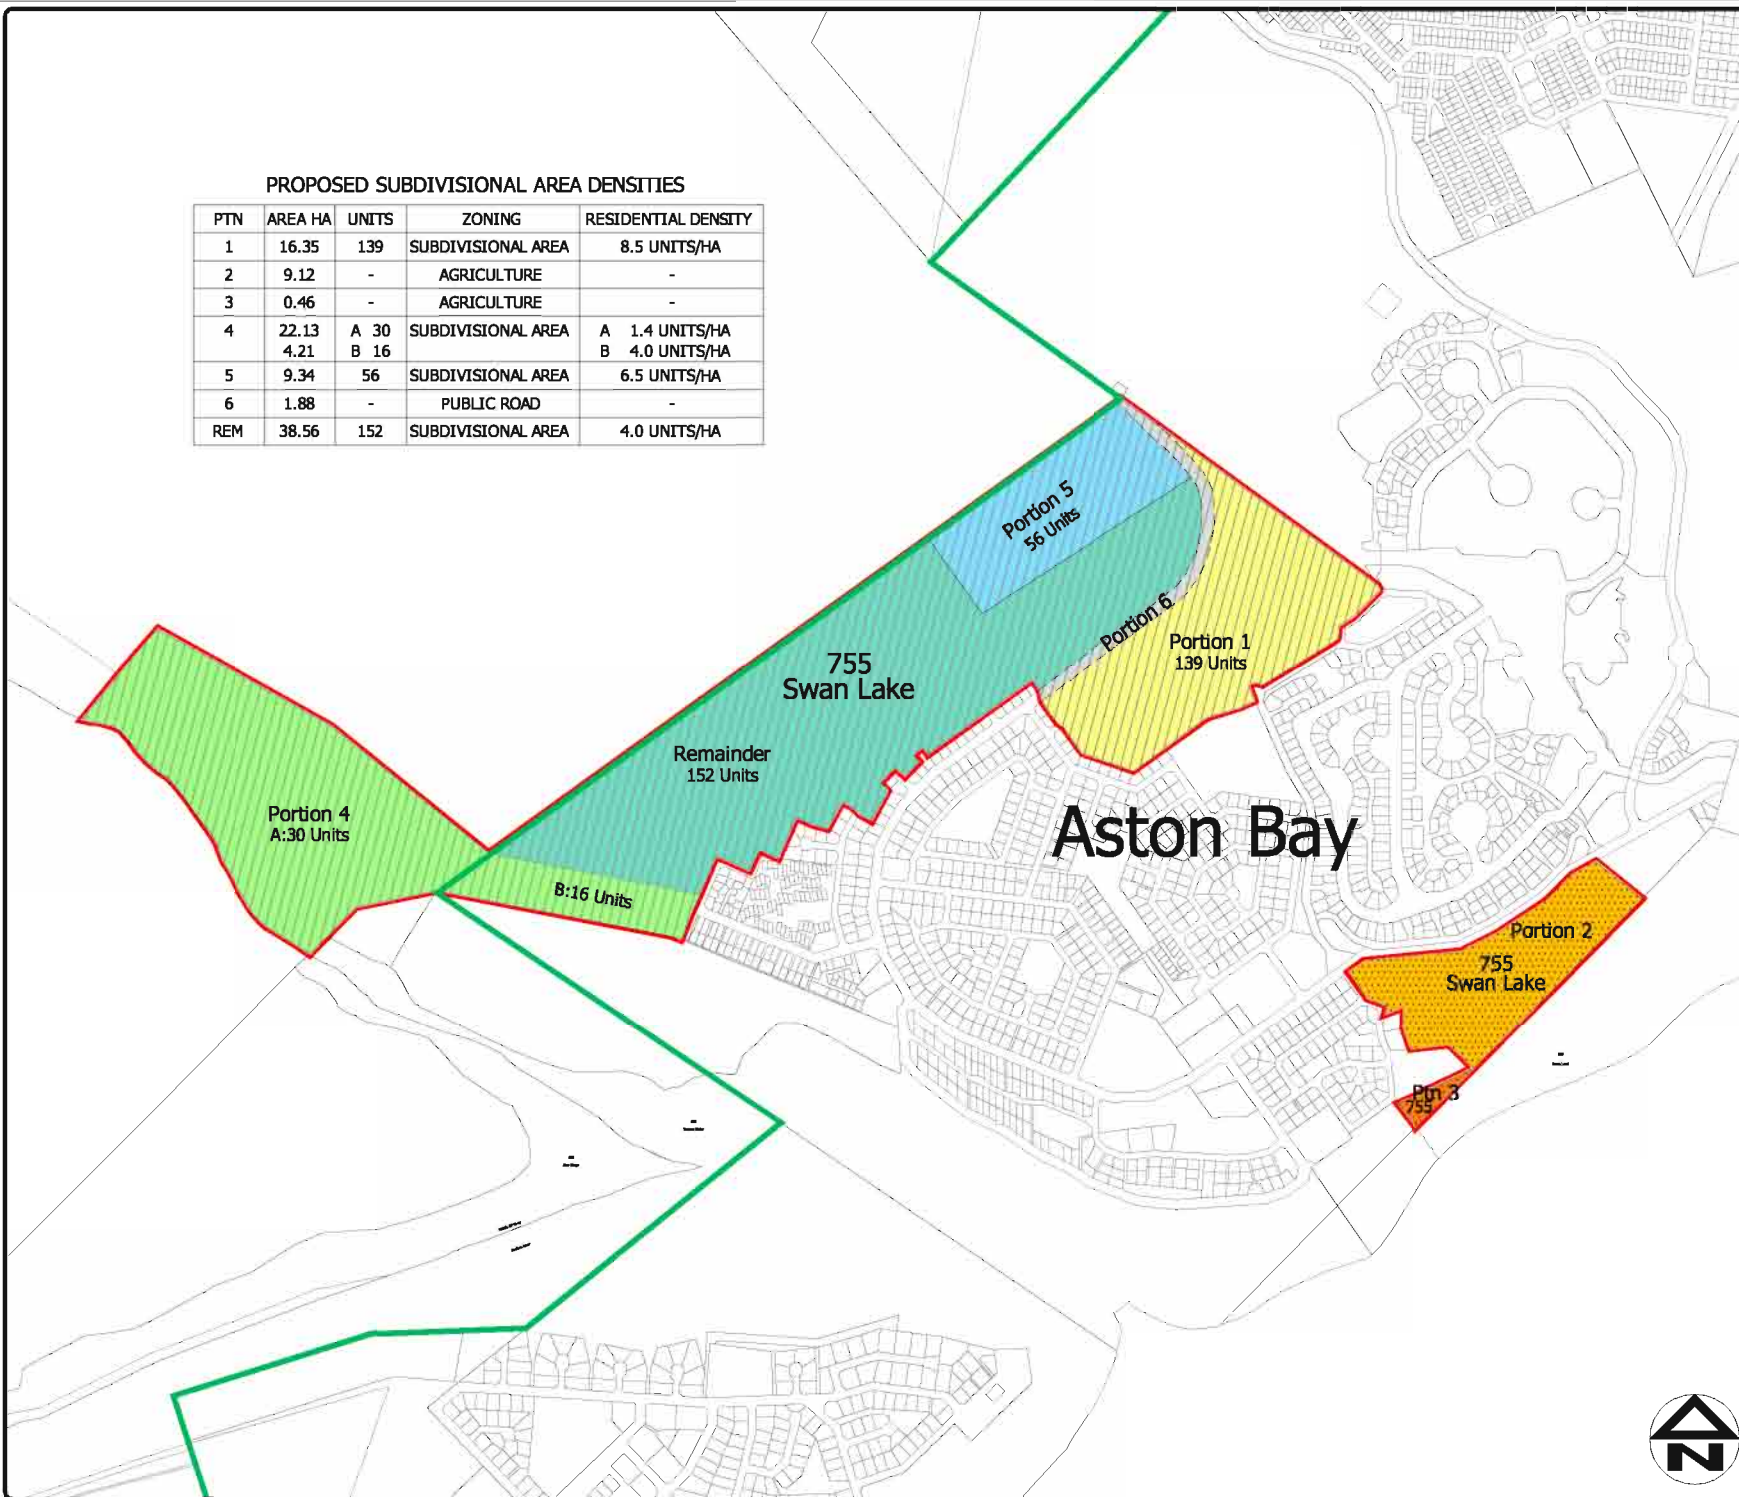 PROPOSED SUBDIVISIONAL AREA DENSITIES
PTN AREA HA UNITS ZONING RESIDENTIAL DENSITY
1 16.35 139 SUBDIVISIONAL AREA 8.5 UNITS/HA
2 9.12 - AGRICULTURE -
3 0.46 - AGRICULTURE -
4 22.13 A 30 SUBDIVISIONAL AREA A 1.4 UNITS/HA
4.21 B 16 B 4.0 UNITS/HA
5 9.34 56 SUBDIVISIONAL AREA 6.5 UNITS/HA
6 1.88 - PUBLIC ROAD -
REM 38.56 152 SUBDIVISIONAL AREA 4.0 UNITS/HA
Portion 5
56 Units
Portion 6
Portion 1
139 Units
755
Swan Lake
Remainder
152 Units
Portion 4
A:30 Units
B:16 Units
Aston Bay
Portion 2
755
Swan Lake
Ptn 3
755
N